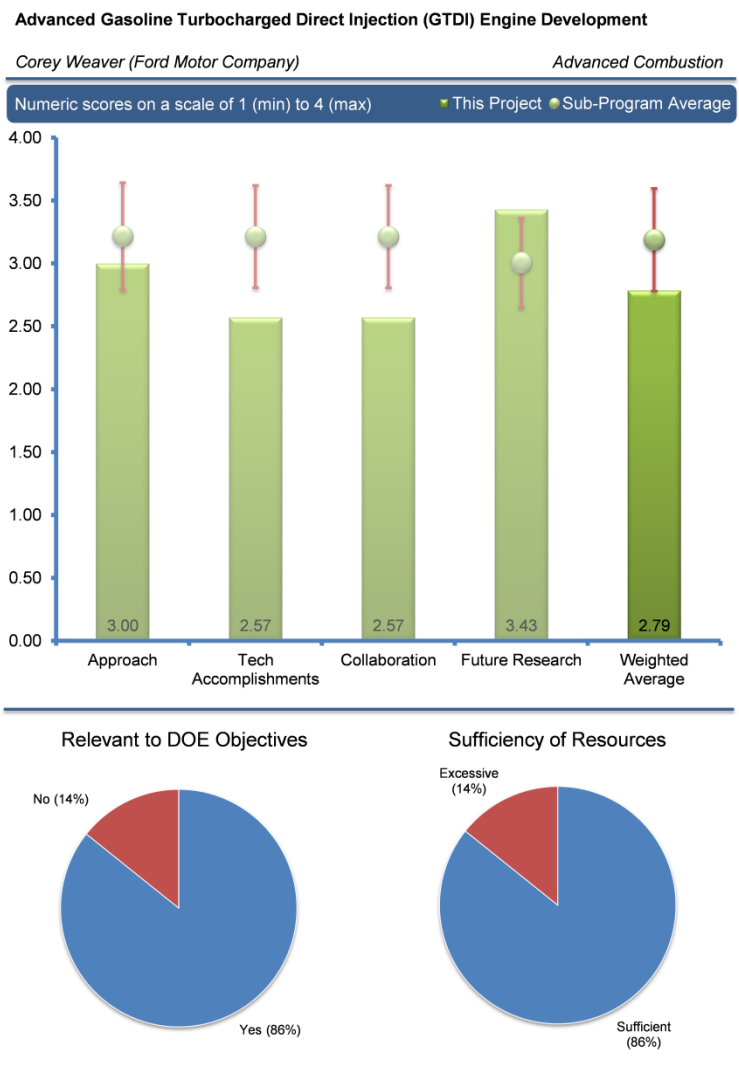 Advanced Gasoline Turbocharged Direct Injection (GTDI) Engine Development
Corey Weaver (Ford Motor Company) Advanced Combustion
Numeric scores on a scale of 1 (min) to 4 (max) This Project Sub-Program Average
4.00
3.50
3.00
2.50
2.00
1.50
1.00
0.50
0.00
3.00 2.57 2.57 3.43 2.79
Approach Tech Accomplishments Collaboration Future Research Weighted Average
Relevant to DOE Objectives
No (14%)
Yes (86%)
Sufficiency of Resources
Excessive
(14%)
Sufficient
(86%)